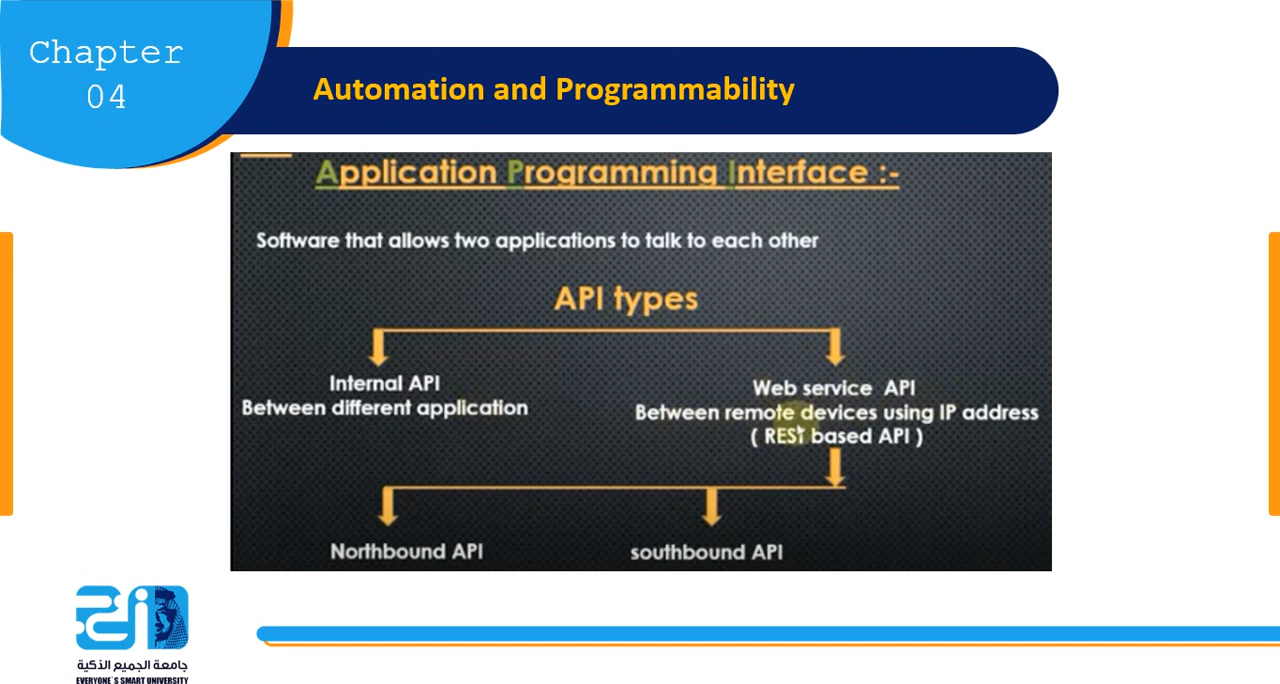 Chapter
04
Automation and Programmability
Application Programming Interface :-
Software that allows two applications to talk to each other
API types
Internal API
Between different application
Web service API
Between remote devices using IP address
( REST based API )
Northbound API
southbound API
جامعة الجميع الذكية
EVERYONE`S SMART UNIVERSITY